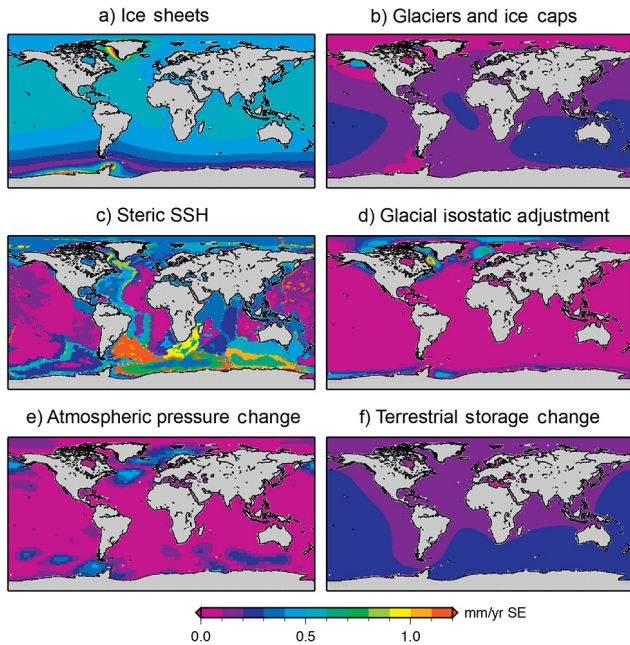 a) Ice sheets
b) Glaciers and ice caps
c) Steric SSH
d) Glacial isostatic adjustment
e) Atmospheric pressure change
f) Terrestrial storage change
mm/yr SE
0.0 0.5 1.0